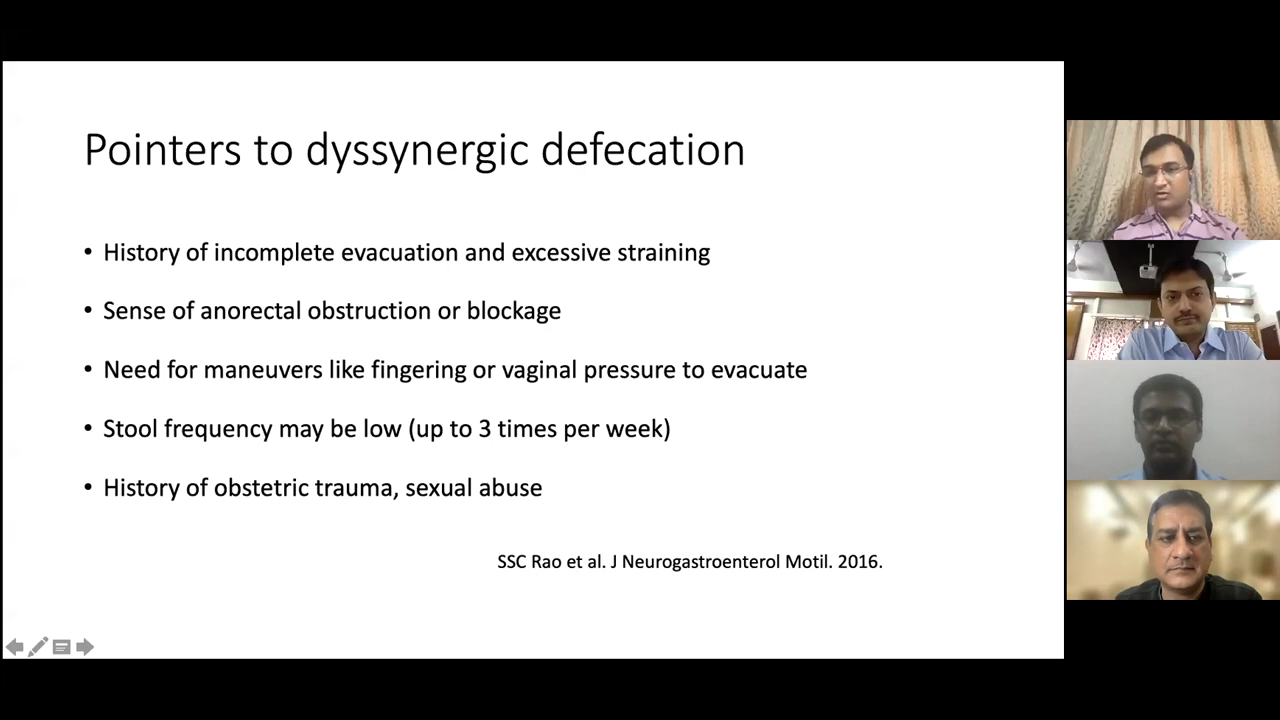 Pointers to dyssynergic defecation
• History of incomplete evacuation and excessive straining
• Sense of anorectal obstruction or blockage
• Need for maneuvers like fingering or vaginal pressure to evacuate
• Stool frequency may be low (up to 3 times per week)
• History of obstetric trauma, sexual abuse
SSC Rao et al. J Neurogastroenterol Motil. 2016.